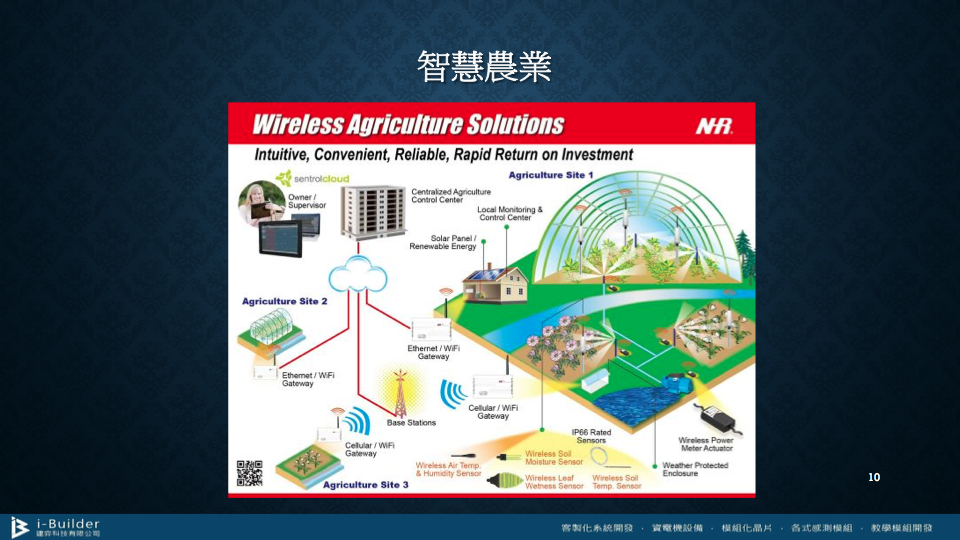 智慧農業
Wireless Agriculture Solutions
NHR
Intuitive, Convenient, Reliable, Rapid Return on Investment
sentrolcloud
Owner /
Supervisor
Centralized Agriculture
Control Center
Agriculture Site 1
Local Monitoring &
Control Center
Solar Panel /
Renewable Energy
Agriculture Site 2
Ethernet / WiFi
Gateway
Ethernet / WiFi
Gateway
Base Stations
Cellular / WiFi
Gateway
Cellular / WiFi
Gateway
Agriculture Site 3
IP66 Rated
Sensors
Wireless Air Temp.
& Humidity Sensor
Wireless Soil
Moisture Sensor
Wireless Leaf
Wetness Sensor
Wireless Soil
Temp. Sensor
Wireless Power
Meter Actuator
Weather Protected
Enclosure
10
i-Builder
建弈科技有限公司
客製化系統開發 · 資電機設備 · 模組化晶片 · 各式感測模組 · 教學模組開發